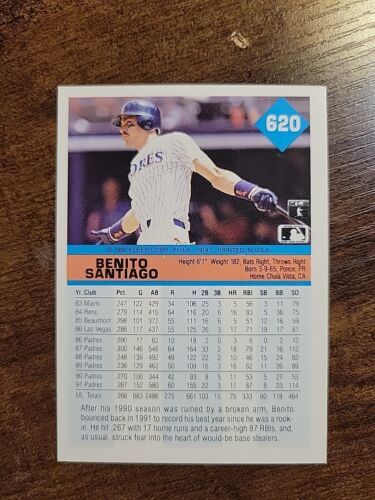 620
PADRES
© 1992 FLEER CORP., PHILA., 19141 PRINTED IN U.S.A.
BENITO
SANTIAGO
Height 6'1" Weight 182, Bats Right, Throws Right
Born 3-9-65, Ponce, PR
Home Chula Vista, CA
Yr. Club Pct G AB R H 2B 3B HR RBI SB BB SO
83 Miami 247 122 429 34 106 25 3 5 56 3 11 79
84 Reno 279 114 416 64 116 20 6 16 83 5 36 75
85 Beaumont 298 101 372 55 111 16 6 5 52 12 16 59
86 Las Vegas 286 117 437 55 125 26 3 17 71 19 17 81
86 Padres 290 17 62 10 18 2 0 3 6 0 2 12
87 Padres 300 146 546 64 164 33 2 18 79 21 16 112
88 Padres 248 139 492 49 122 22 2 10 46 15 24 82
89 Padres 236 129 462 50 109 16 3 16 62 11 26 89
90 Padres 270 100 344 42 93 8 5 11 53 5 27 55
91 Padres 267 152 580 60 155 22 3 17 87 8 23 114
ML Totals 266 683 2486 275 661 103 15 75 333 60 118 464
After his 1990 season was ruined by a broken arm, Benito
bounced back in 1991 to record his best year since he was a rook-
ie. He hit .267 with 17 home runs and a career-high 87 RBIs, and,
as usual, struck fear into the heart of would-be base stealers.